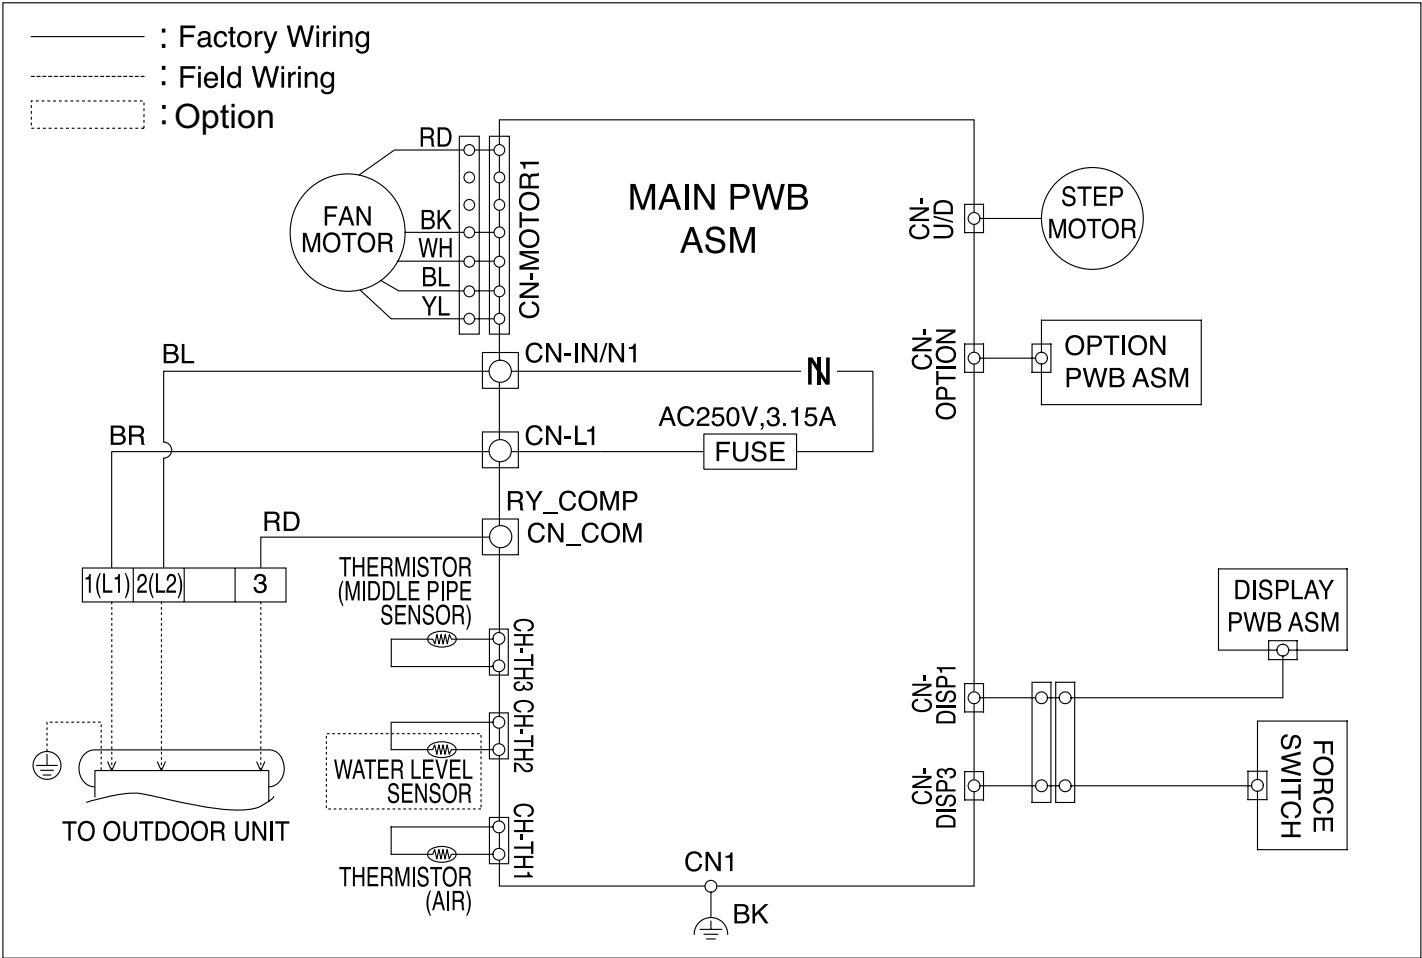 : Factory Wiring
: Field Wiring
: Option
RD
BK
WH
BL
YL
FAN
MOTOR
CN-MOTOR1
MAIN PWB
ASM
CN-
U/D
STEP
MOTOR
CN-
OPTION
OPTION
PWB ASM
BL
CN-IN/N1
AC250V,3.15A
FUSE
BR
CN-L1
RY_COMP
CN_COM
RD
1(L1)
2(L2)
3
THERMISTOR
(MIDDLE PIPE
SENSOR)
CH-TH3
CH-TH2
WATER LEVEL
SENSOR
CH-TH1
THERMISTOR
(AIR)
TO OUTDOOR UNIT
CN1
BK
CN-
DISP1
CN-
DISP3
DISPLAY
PWB ASM
FORCE
SWITCH